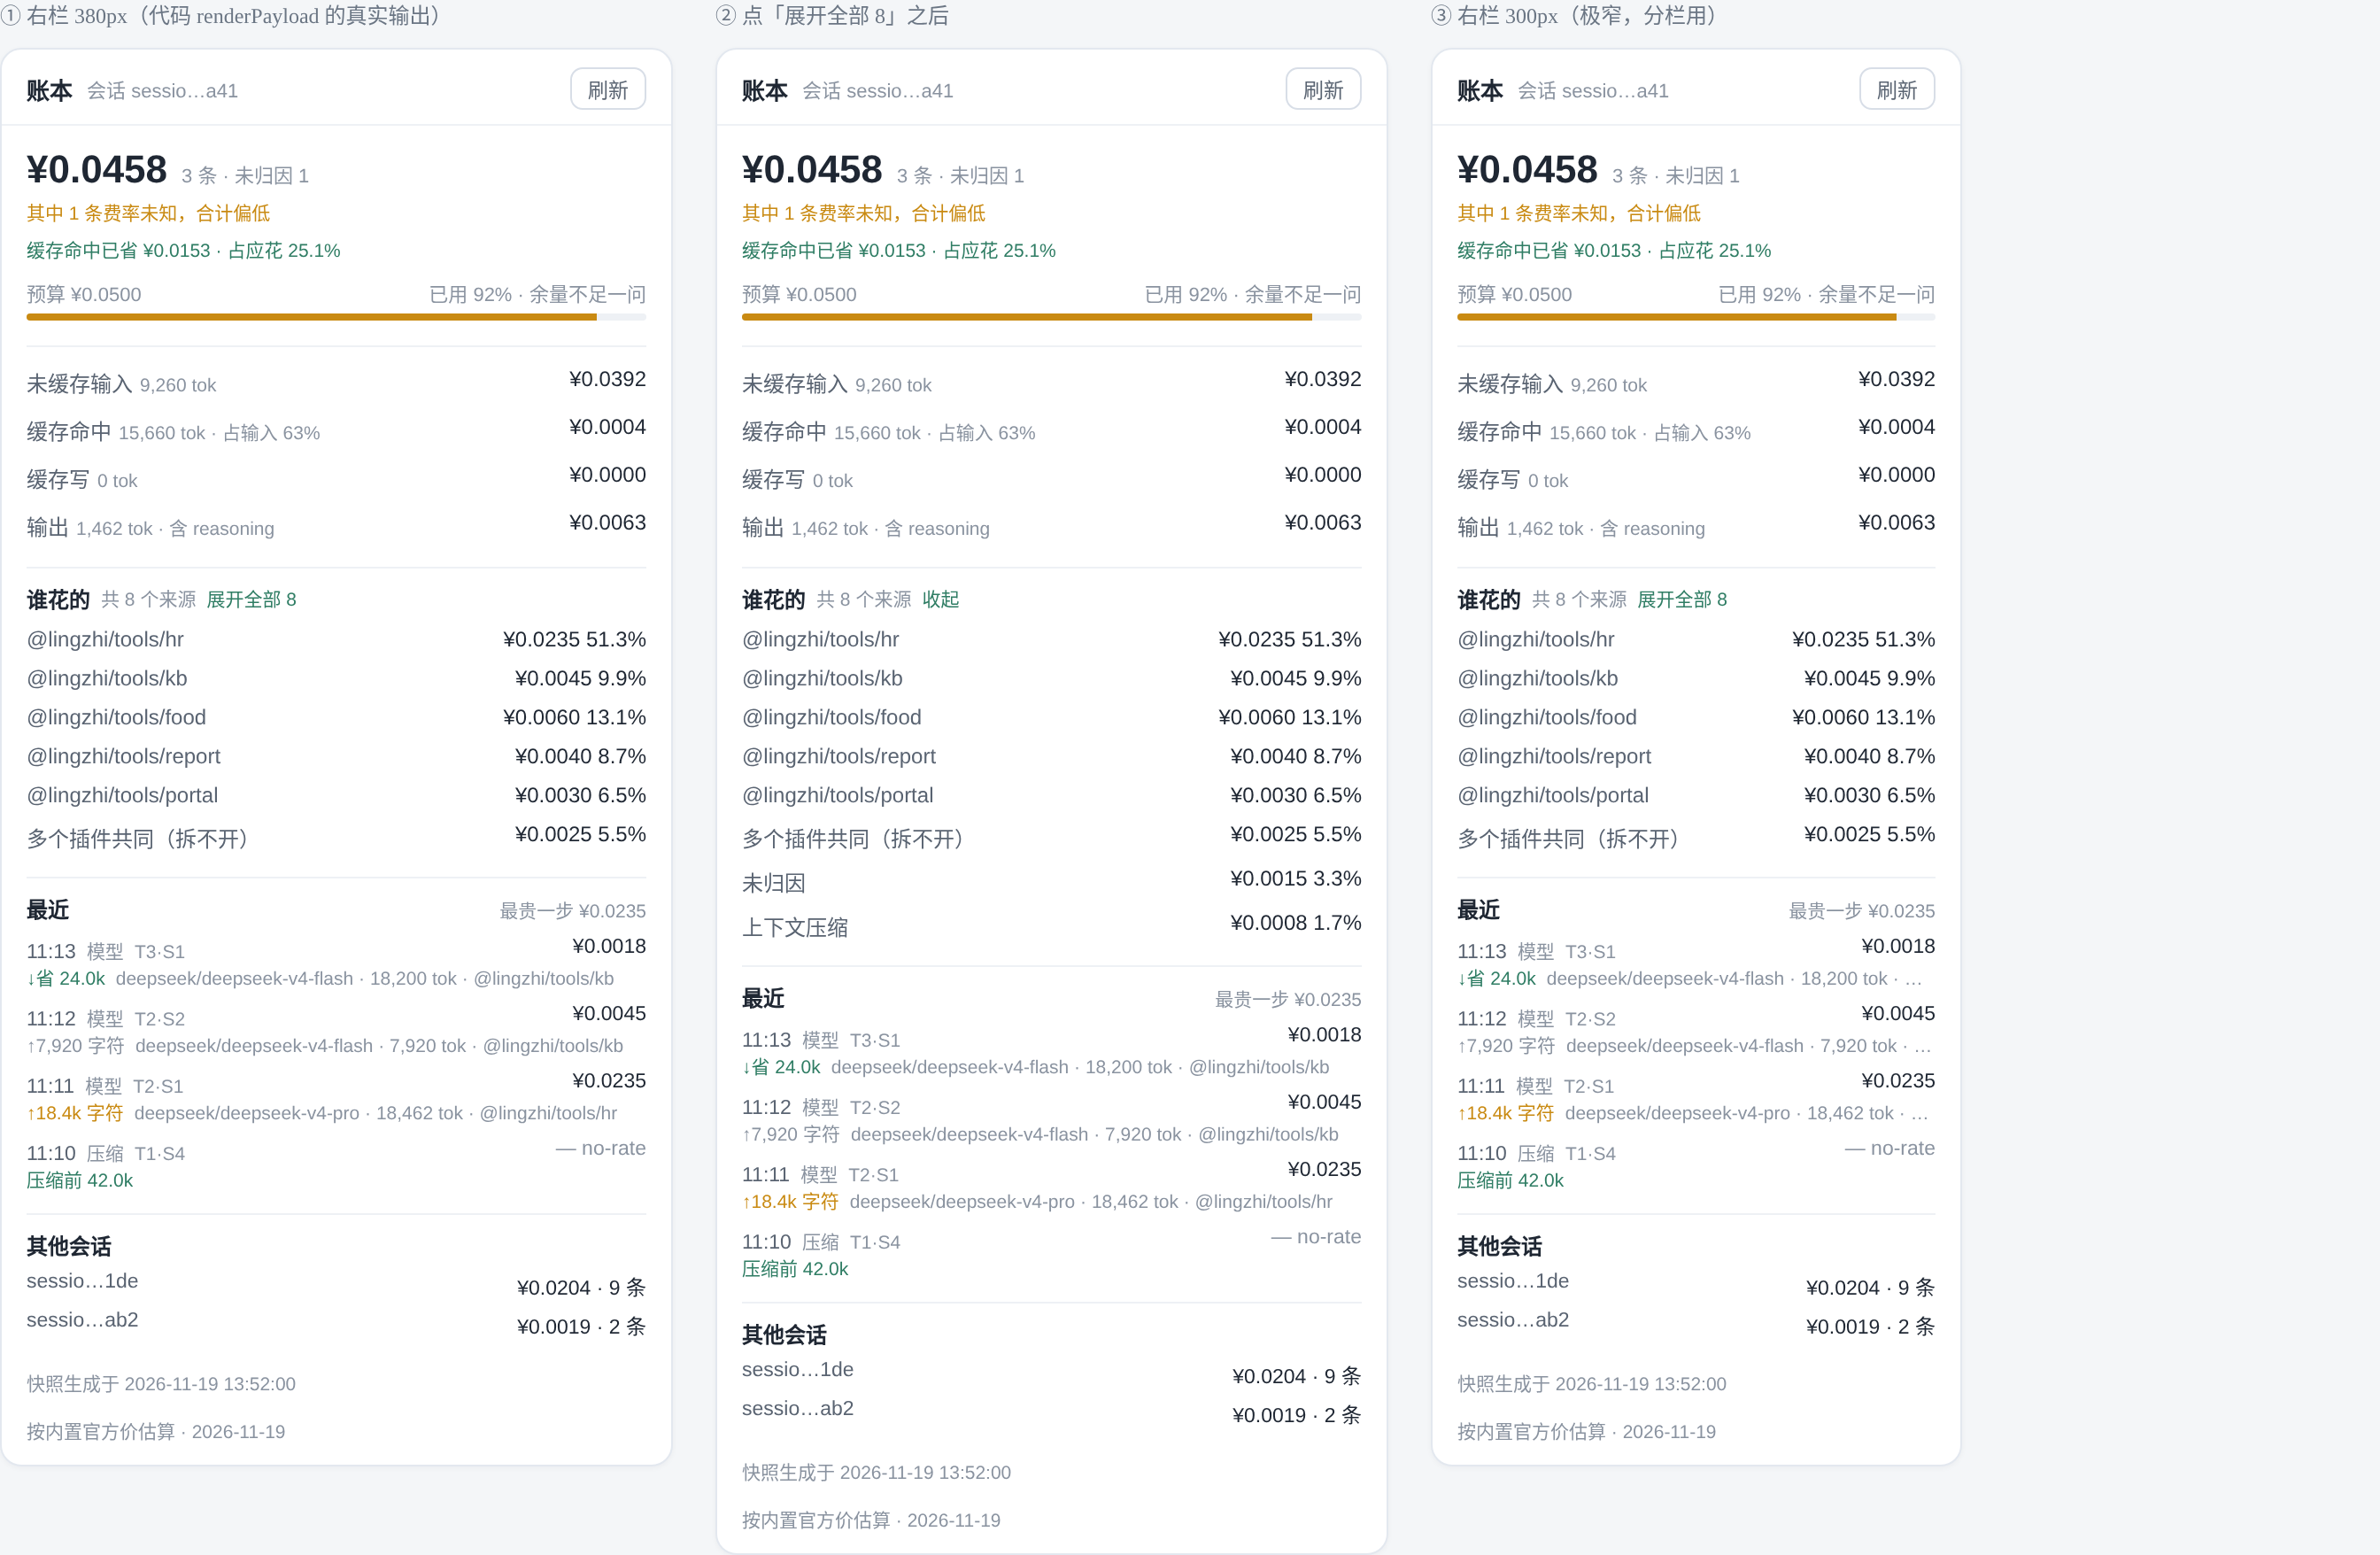 ① 右栏 380px（代码 renderPayload 的真实输出）
账本 会话 sessio…a41 刷新
¥0.0458 3 条 · 未归因 1
其中 1 条费率未知，合计偏低
缓存命中已省 ¥0.0153 · 占应花 25.1%
预算 ¥0.0500 已用 92% · 余量不足一问
未缓存输入 9,260 tok ¥0.0392
缓存命中 15,660 tok · 占输入 63% ¥0.0004
缓存写 0 tok ¥0.0000
输出 1,462 tok · 含 reasoning ¥0.0063
谁花的 共 8 个来源 展开全部 8
@lingzhi/tools/hr ¥0.0235 51.3%
@lingzhi/tools/kb ¥0.0045 9.9%
@lingzhi/tools/food ¥0.0060 13.1%
@lingzhi/tools/report ¥0.0040 8.7%
@lingzhi/tools/portal ¥0.0030 6.5%
多个插件共同（拆不开） ¥0.0025 5.5%
最近 最贵一步 ¥0.0235
11:13 模型 T3·S1 ¥0.0018
↓省 24.0k deepseek/deepseek-v4-flash · 18,200 tok · @lingzhi/tools/kb
11:12 模型 T2·S2 ¥0.0045
↑7,920 字符 deepseek/deepseek-v4-flash · 7,920 tok · @lingzhi/tools/kb
11:11 模型 T2·S1 ¥0.0235
↑18.4k 字符 deepseek/deepseek-v4-pro · 18,462 tok · @lingzhi/tools/hr
11:10 压缩 T1·S4 — no-rate
压缩前 42.0k
其他会话
sessio…1de ¥0.0204 · 9 条
sessio…ab2 ¥0.0019 · 2 条
快照生成于 2026-11-19 13:52:00
按内置官方价估算 · 2026-11-19
② 点「展开全部 8」之后
账本 会话 sessio…a41 刷新
¥0.0458 3 条 · 未归因 1
其中 1 条费率未知，合计偏低
缓存命中已省 ¥0.0153 · 占应花 25.1%
预算 ¥0.0500 已用 92% · 余量不足一问
未缓存输入 9,260 tok ¥0.0392
缓存命中 15,660 tok · 占输入 63% ¥0.0004
缓存写 0 tok ¥0.0000
输出 1,462 tok · 含 reasoning ¥0.0063
谁花的 共 8 个来源 收起
@lingzhi/tools/hr ¥0.0235 51.3%
@lingzhi/tools/kb ¥0.0045 9.9%
@lingzhi/tools/food ¥0.0060 13.1%
@lingzhi/tools/report ¥0.0040 8.7%
@lingzhi/tools/portal ¥0.0030 6.5%
多个插件共同（拆不开） ¥0.0025 5.5%
未归因 ¥0.0015 3.3%
上下文压缩 ¥0.0008 1.7%
最近 最贵一步 ¥0.0235
11:13 模型 T3·S1 ¥0.0018
↓省 24.0k deepseek/deepseek-v4-flash · 18,200 tok · @lingzhi/tools/kb
11:12 模型 T2·S2 ¥0.0045
↑7,920 字符 deepseek/deepseek-v4-flash · 7,920 tok · @lingzhi/tools/kb
11:11 模型 T2·S1 ¥0.0235
↑18.4k 字符 deepseek/deepseek-v4-pro · 18,462 tok · @lingzhi/tools/hr
11:10 压缩 T1·S4 — no-rate
压缩前 42.0k
其他会话
sessio…1de ¥0.0204 · 9 条
sessio…ab2 ¥0.0019 · 2 条
快照生成于 2026-11-19 13:52:00
按内置官方价估算 · 2026-11-19
③ 右栏 300px（极窄，分栏用）
账本 会话 sessio…a41 刷新
¥0.0458 3 条 · 未归因 1
其中 1 条费率未知，合计偏低
缓存命中已省 ¥0.0153 · 占应花 25.1%
预算 ¥0.0500 已用 92% · 余量不足一问
未缓存输入 9,260 tok ¥0.0392
缓存命中 15,660 tok · 占输入 63% ¥0.0004
缓存写 0 tok ¥0.0000
输出 1,462 tok · 含 reasoning ¥0.0063
谁花的 共 8 个来源 展开全部 8
@lingzhi/tools/hr ¥0.0235 51.3%
@lingzhi/tools/kb ¥0.0045 9.9%
@lingzhi/tools/food ¥0.0060 13.1%
@lingzhi/tools/report ¥0.0040 8.7%
@lingzhi/tools/portal ¥0.0030 6.5%
多个插件共同（拆不开） ¥0.0025 5.5%
最近 最贵一步 ¥0.0235
11:13 模型 T3·S1 ¥0.0018
↓省 24.0k deepseek/deepseek-v4-flash · 18,200 tok · …
11:12 模型 T2·S2 ¥0.0045
↑7,920 字符 deepseek/deepseek-v4-flash · 7,920 tok · …
11:11 模型 T2·S1 ¥0.0235
↑18.4k 字符 deepseek/deepseek-v4-pro · 18,462 tok · …
11:10 压缩 T1·S4 — no-rate
压缩前 42.0k
其他会话
sessio…1de ¥0.0204 · 9 条
sessio…ab2 ¥0.0019 · 2 条
快照生成于 2026-11-19 13:52:00
按内置官方价估算 · 2026-11-19